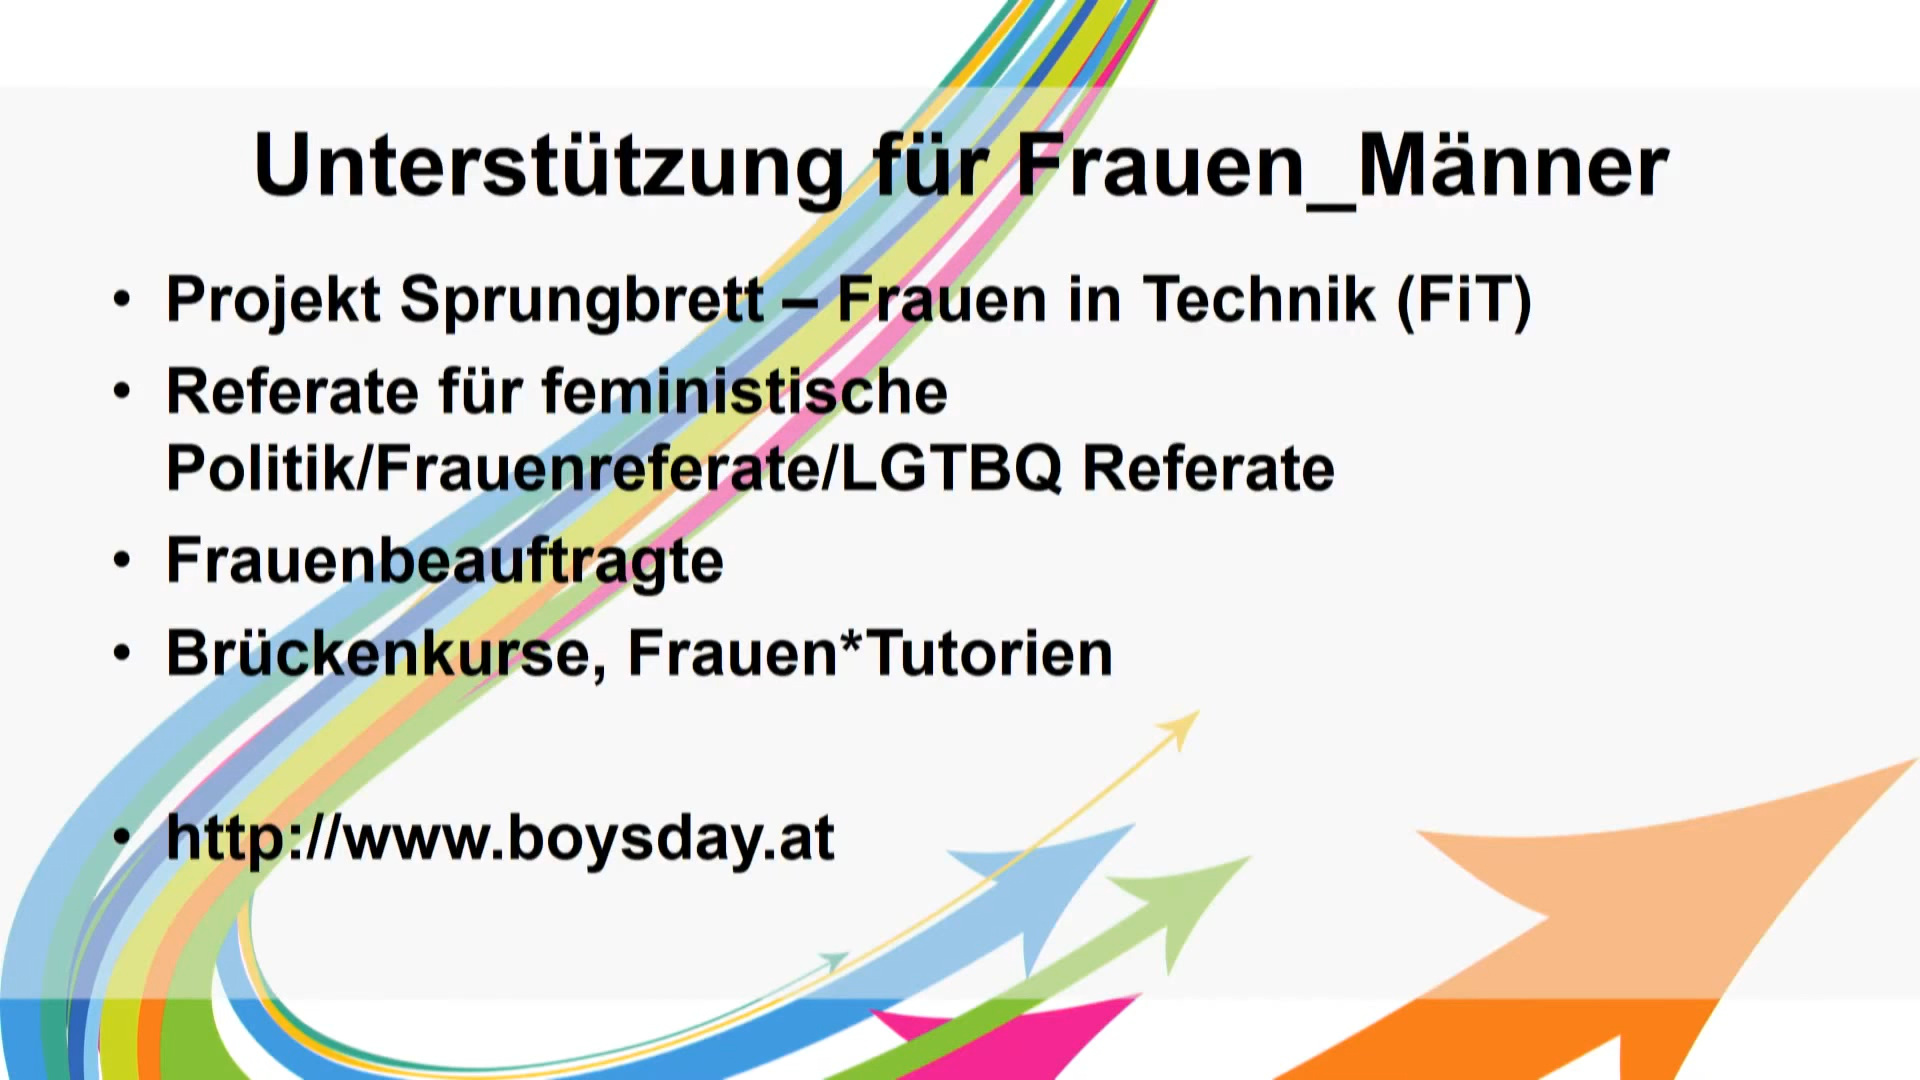 Unterstützung für Frauen_Männer
• Projekt Sprungbrett – Frauen in Technik (FiT)
• Referate für feministische
Politik/Frauenreferate/LGTBQ Referate
• Frauenbeauftragte
• Brückenkurse, Frauen*Tutorien
• http://www.boysday.at